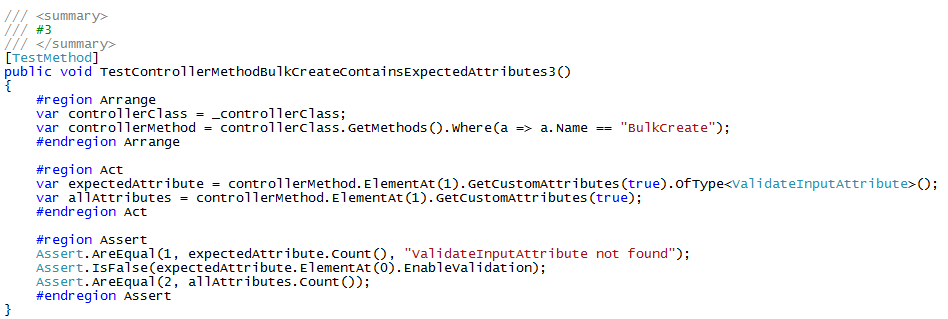 /// <summary>
/// #3
/// </summary>
[TestMethod]
public void TestControllerMethodBulkCreateContainsExpectedAttributes3()
{
    #region Arrange
    var controllerClass = _controllerClass;
    var controllerMethod = controllerClass.GetMethods().Where(a => a.Name == "BulkCreate");
    #endregion Arrange

    #region Act
    var expectedAttribute = controllerMethod.ElementAt(1).GetCustomAttributes(true).OfType<ValidateInputAttribute>();
    var allAttributes = controllerMethod.ElementAt(1).GetCustomAttributes(true);
    #endregion Act

    #region Assert
    Assert.AreEqual(1, expectedAttribute.Count(), "ValidateInputAttribute not found");
    Assert.IsFalse(expectedAttribute.ElementAt(0).EnableValidation);
    Assert.AreEqual(2, allAttributes.Count());
    #endregion Assert
}